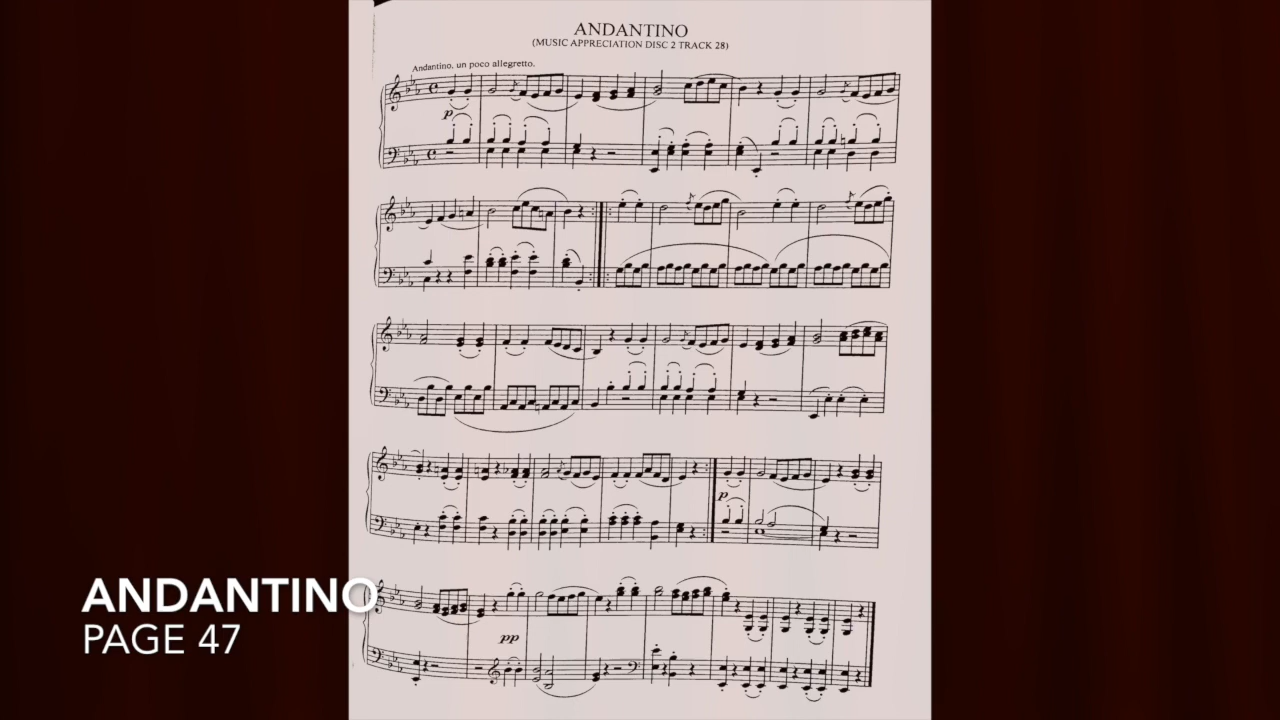 ANDANTINO
(MUSIC APPRECIATION DISC 2 TRACK 28)
Andantino, un poco allegretto.
p
p
pp
ANDANTINO
PAGE 47